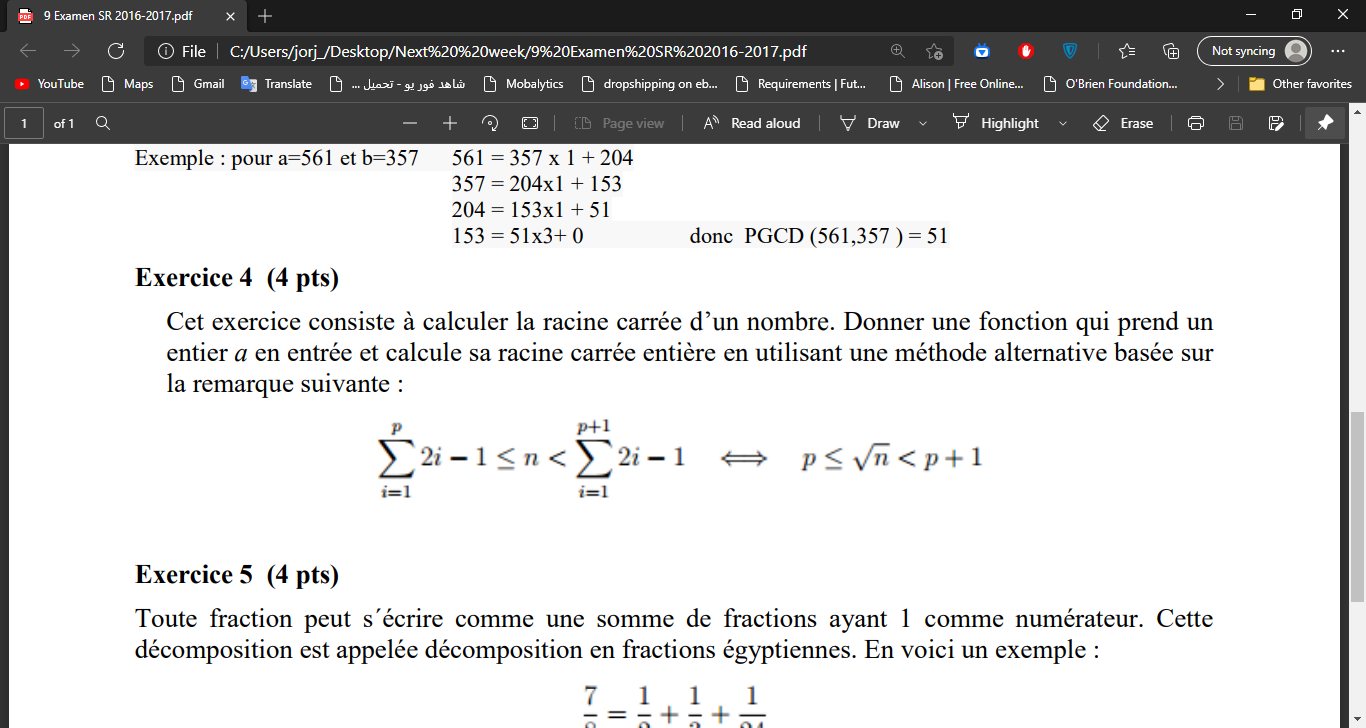 9 Examen SR 2016-2017.pdf
File C:/Users/jorj_/Desktop/Next%20%20week/9%20Examen%20SR%202016-2017.pdf Not syncing
YouTube Maps Gmail Translate شاهد فور يو - تحميل ... Mobalytics dropshipping on eb... Requirements | Fut... Alison | Free Online... O'Brien Foundation... Other favorites
1 of 1 Page view Read aloud Draw Highlight Erase
Exemple : pour a=561 et b=357 561 = 357 x 1 + 204
357 = 204x1 + 153
204 = 153x1 + 51
153 = 51x3+ 0 donc PGCD (561,357 ) = 51
Exercice 4 (4 pts)
Cet exercice consiste à calculer la racine carrée d’un nombre. Donner une fonction qui prend un
entier a en entrée et calcule sa racine carrée entière en utilisant une méthode alternative basée sur
la remarque suivante :
∑_{i=1}^{p} 2i − 1 ≤ n < ∑_{i=1}^{p+1} 2i − 1 ⟺ p ≤ √n < p + 1
Exercice 5 (4 pts)
Toute fraction peut s´écrire comme une somme de fractions ayant 1 comme numérateur. Cette
décomposition est appelée décomposition en fractions égyptiennes. En voici un exemple :
7 = 1 + 1 + 1